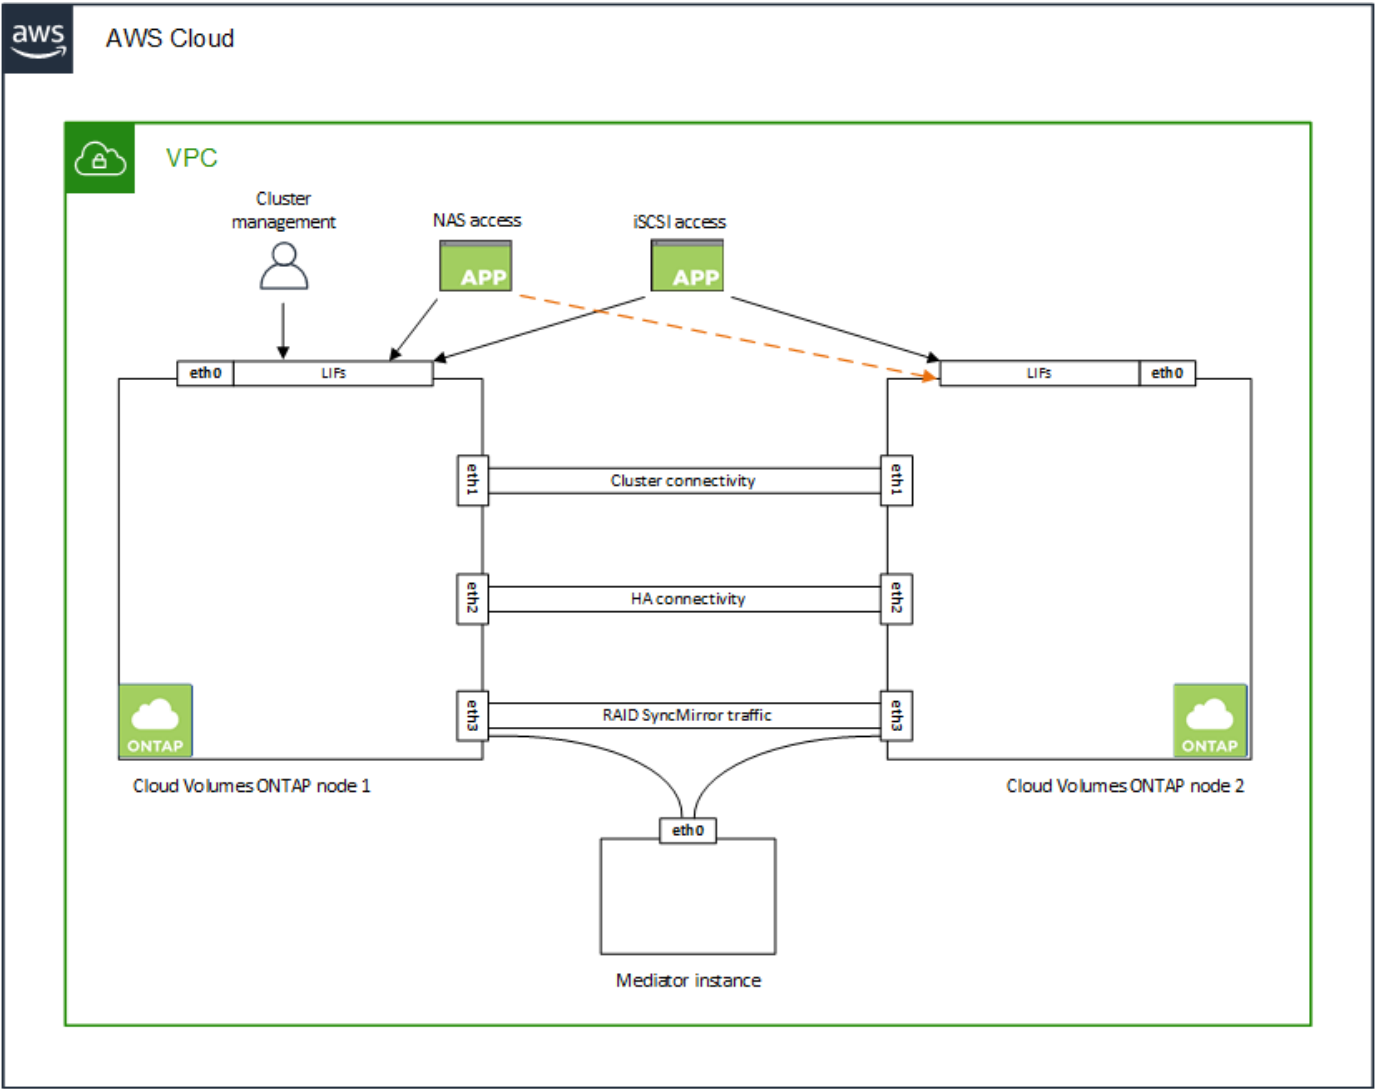 aws
AWS Cloud
VPC
Cluster
management
NAS access
iSCSI access
APP
APP
eth0
LIFs
LIFs
eth0
eth1
Cluster connectivity
eth1
eth2
HA connectivity
eth2
eth3
RAID SyncMirror traffic
eth3
ONTAP
ONTAP
Cloud Volumes ONTAP node 1
Cloud Volumes ONTAP node 2
eth0
Mediator instance